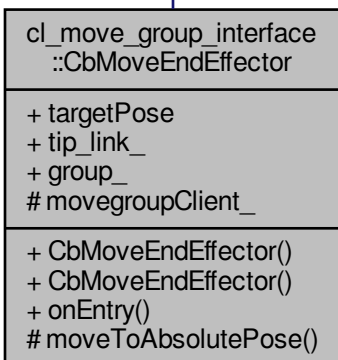 cl_move_group_interface
::CbMoveEndEffector
+ targetPose
+ tip_link_
+ group_
# movegroupClient_
+ CbMoveEndEffector()
+ CbMoveEndEffector()
+ onEntry()
# moveToAbsolutePose()